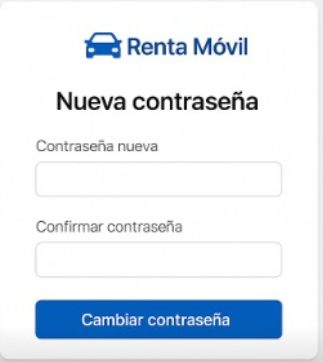 Renta Móvil
Nueva contraseña
Contraseña nueva
Confirmar contraseña
Cambiar contraseña